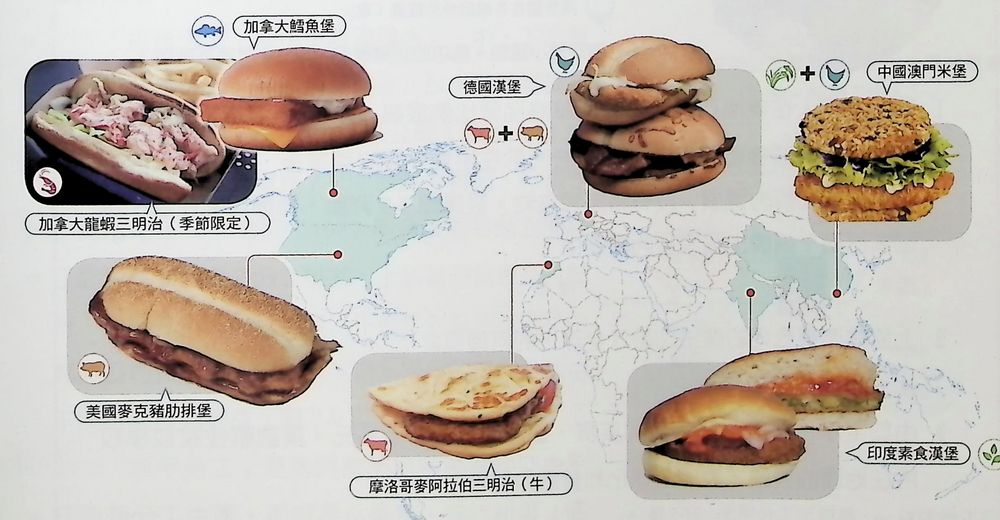 加拿大鱈魚堡
德國漢堡
中國澳門米堡
加拿大龍蝦三明治（季節限定）
美國麥克豬肋排堡
摩洛哥麥阿拉伯三明治（牛）
印度素食漢堡